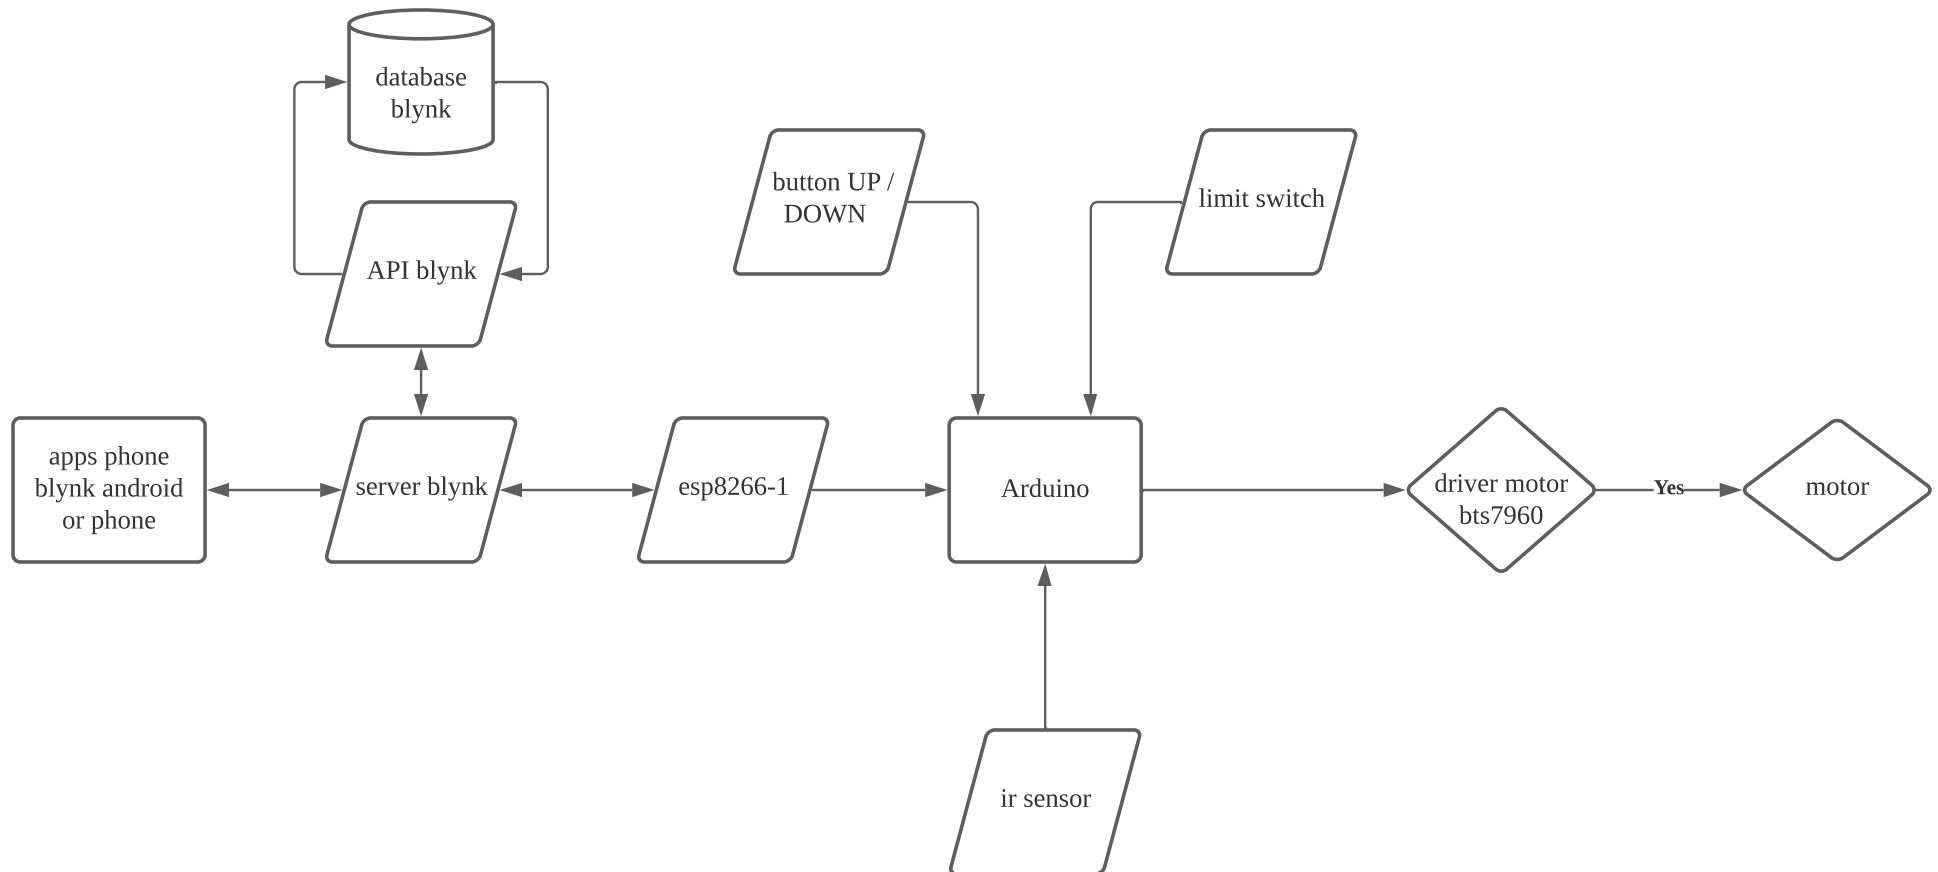 database
blynk
button UP /
DOWN
limit switch
API blynk
apps phone
blynk android
or phone
server blynk
esp8266-1
Arduino
driver motor
bts7960
Yes
motor
ir sensor